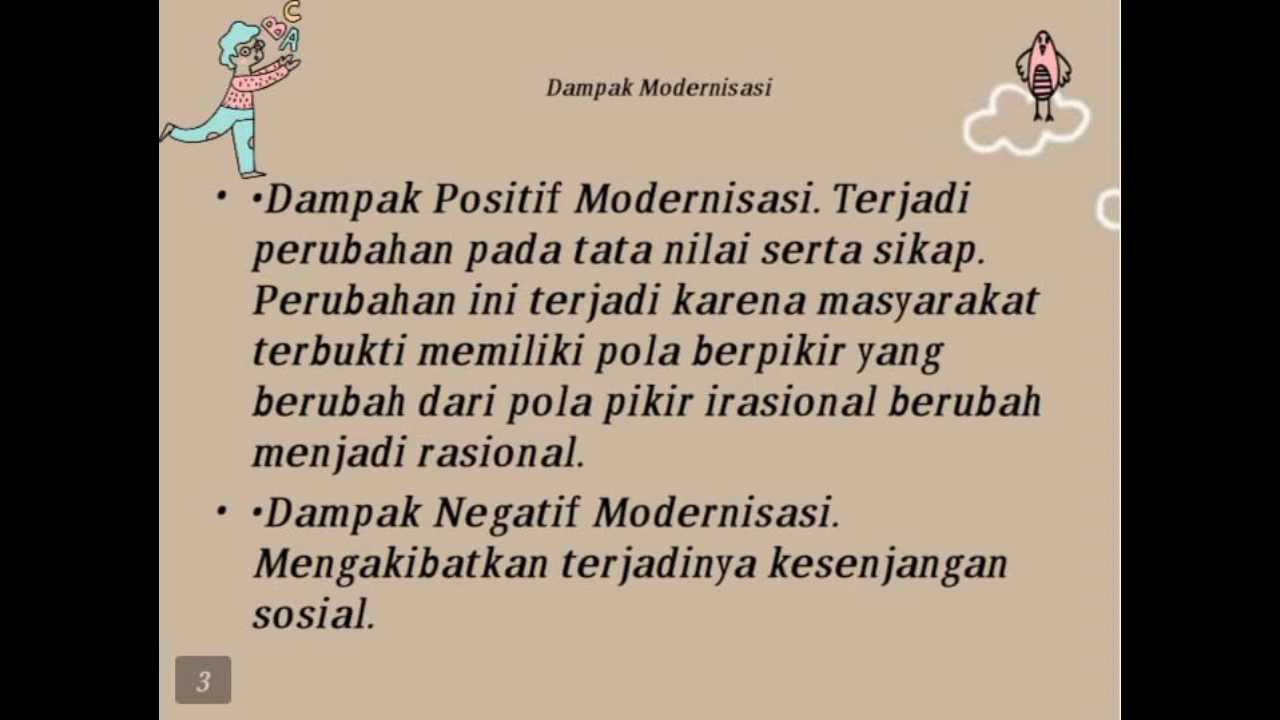 C
B
A
Dampak Modernisasi
• •Dampak Positif Modernisasi. Terjadi
perubahan pada tata nilai serta sikap.
Perubahan ini terjadi karena masyarakat
terbukti memiliki pola berpikir yang
berubah dari pola pikir irasional berubah
menjadi rasional.
• •Dampak Negatif Modernisasi.
Mengakibatkan terjadinya kesenjangan
sosial.
3